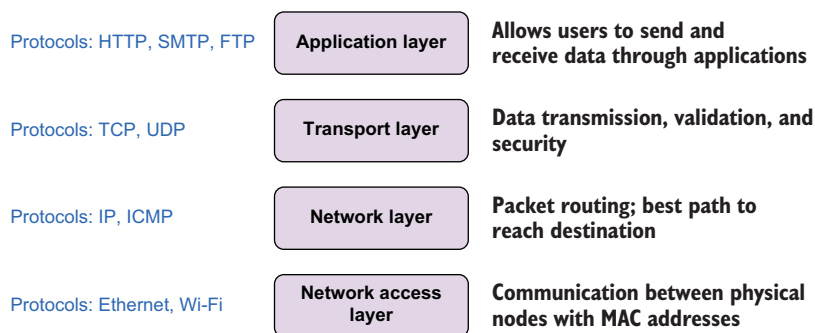 Protocols: HTTP, SMTP, FTP
Application layer
Allows users to send and
receive data through applications
Protocols: TCP, UDP
Transport layer
Data transmission, validation, and
security
Protocols: IP, ICMP
Network layer
Packet routing; best path to
reach destination
Protocols: Ethernet, Wi-Fi
Network access
layer
Communication between physical
nodes with MAC addresses